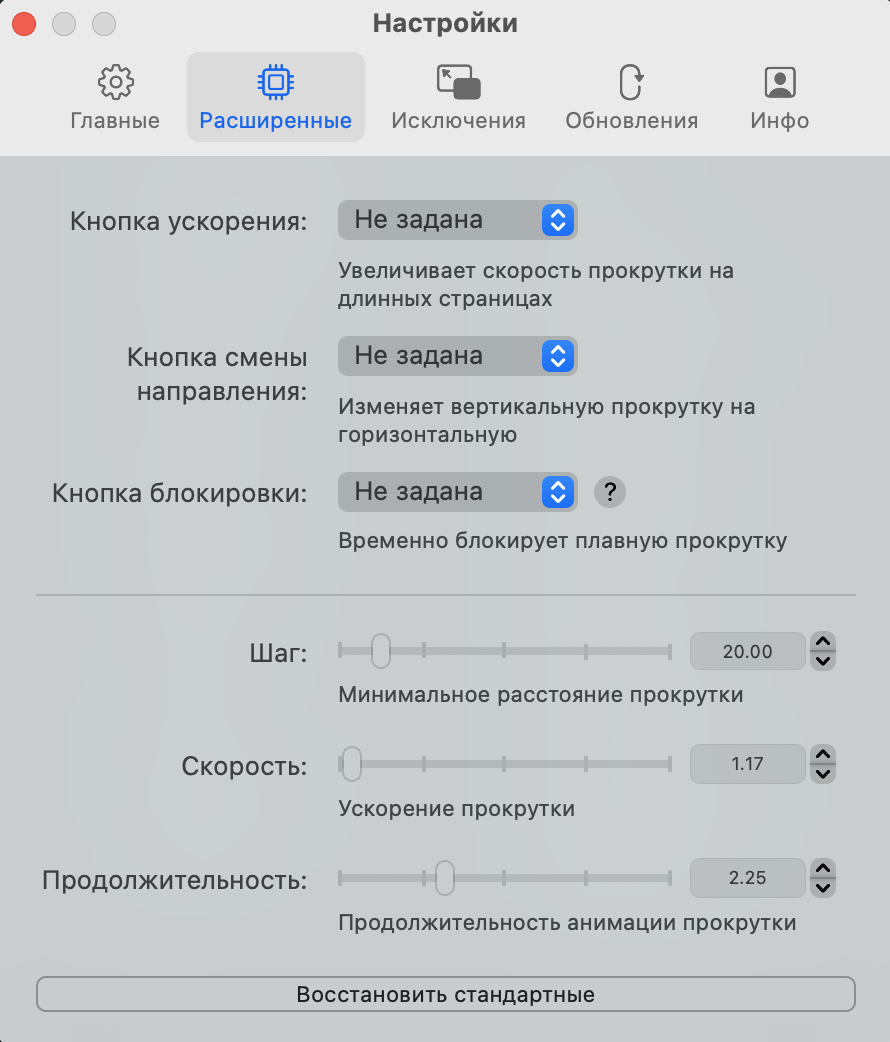 Настройки
Главные
Расширенные
Исключения
Обновления
Инфо
Кнопка ускорения:
Не задана
Увеличивает скорость прокрутки на
длинных страницах
Кнопка смены
направления:
Не задана
Изменяет вертикальную прокрутку на
горизонтальную
Кнопка блокировки:
Не задана
?
Временно блокирует плавную прокрутку
Шаг:
20.00
Минимальное расстояние прокрутки
Скорость:
1.17
Ускорение прокрутки
Продолжительность:
2.25
Продолжительность анимации прокрутки
Восстановить стандартные